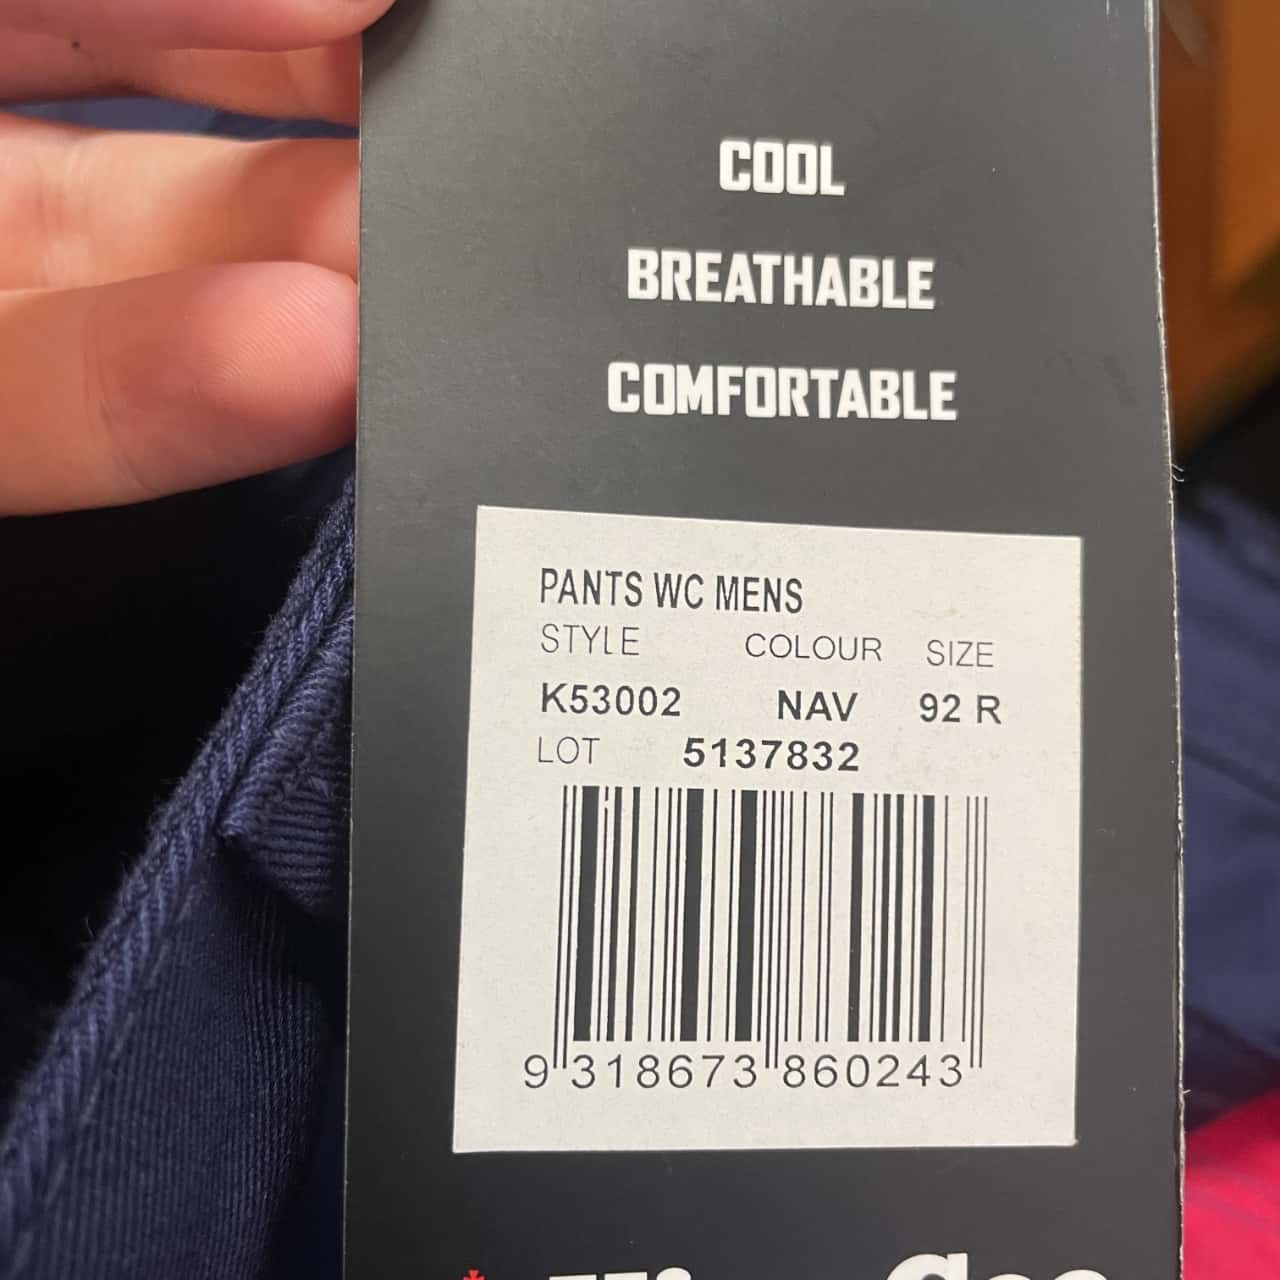 COOL
BREATHABLE
COMFORTABLE
PANTS WC MENS
STYLE COLOUR SIZE
K53002 NAV 92 R
LOT 5137832
9 318673 860243